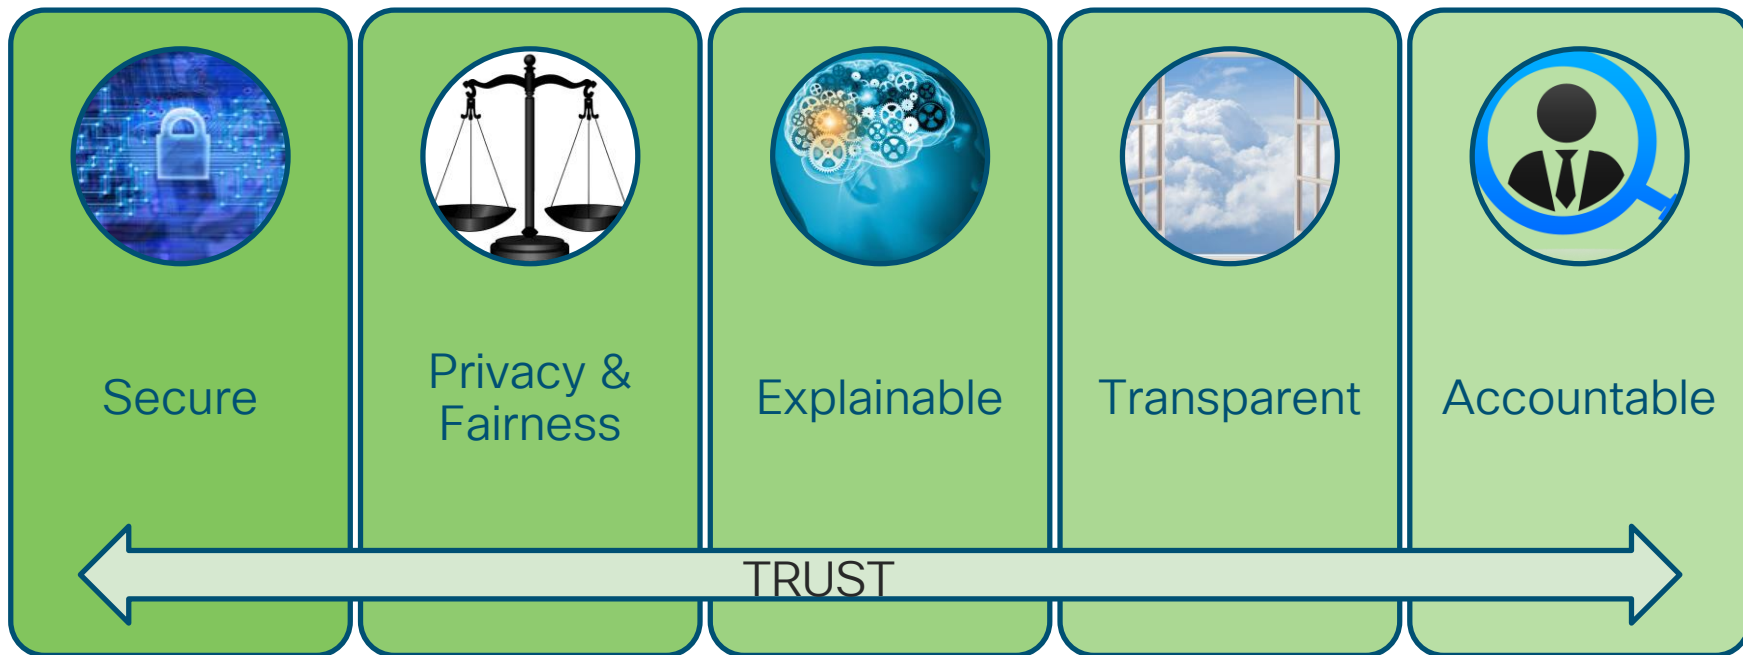 Secure
Privacy &
Fairness
Explainable
Transparent
Accountable
TRUST